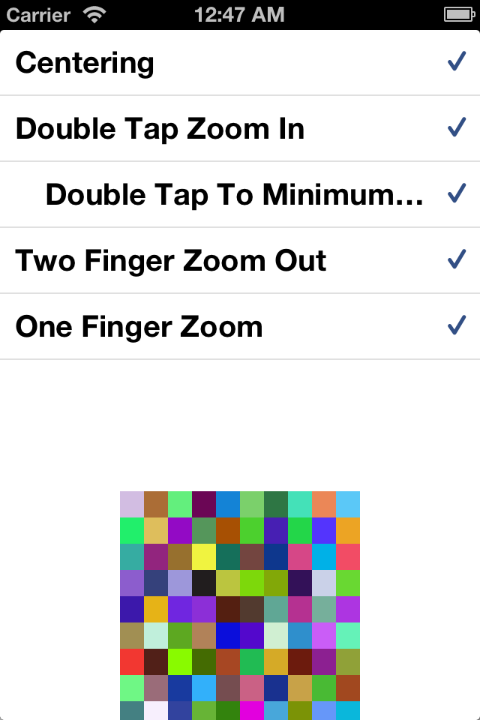 Carrier 12:47 AM
Centering
Double Tap Zoom In
Double Tap To Minimum...
Two Finger Zoom Out
One Finger Zoom